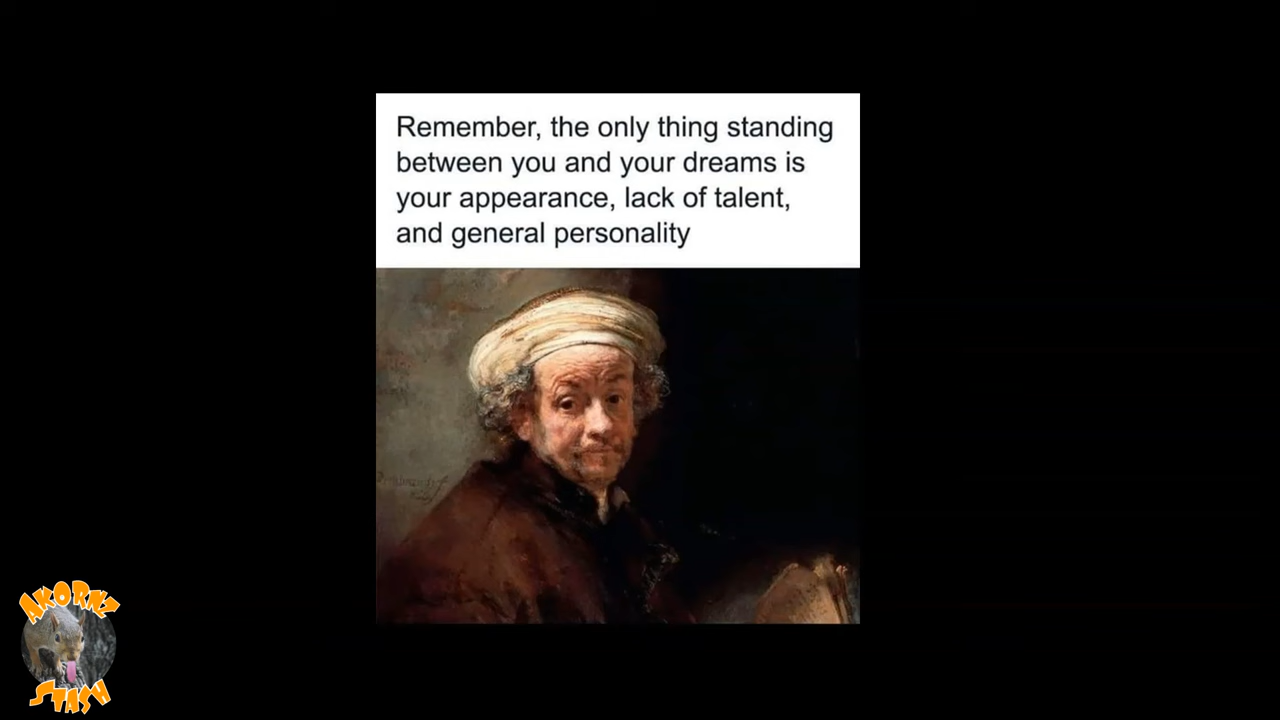 Remember, the only thing standing
between you and your dreams is
your appearance, lack of talent,
and general personality
AKORNZ
STASH